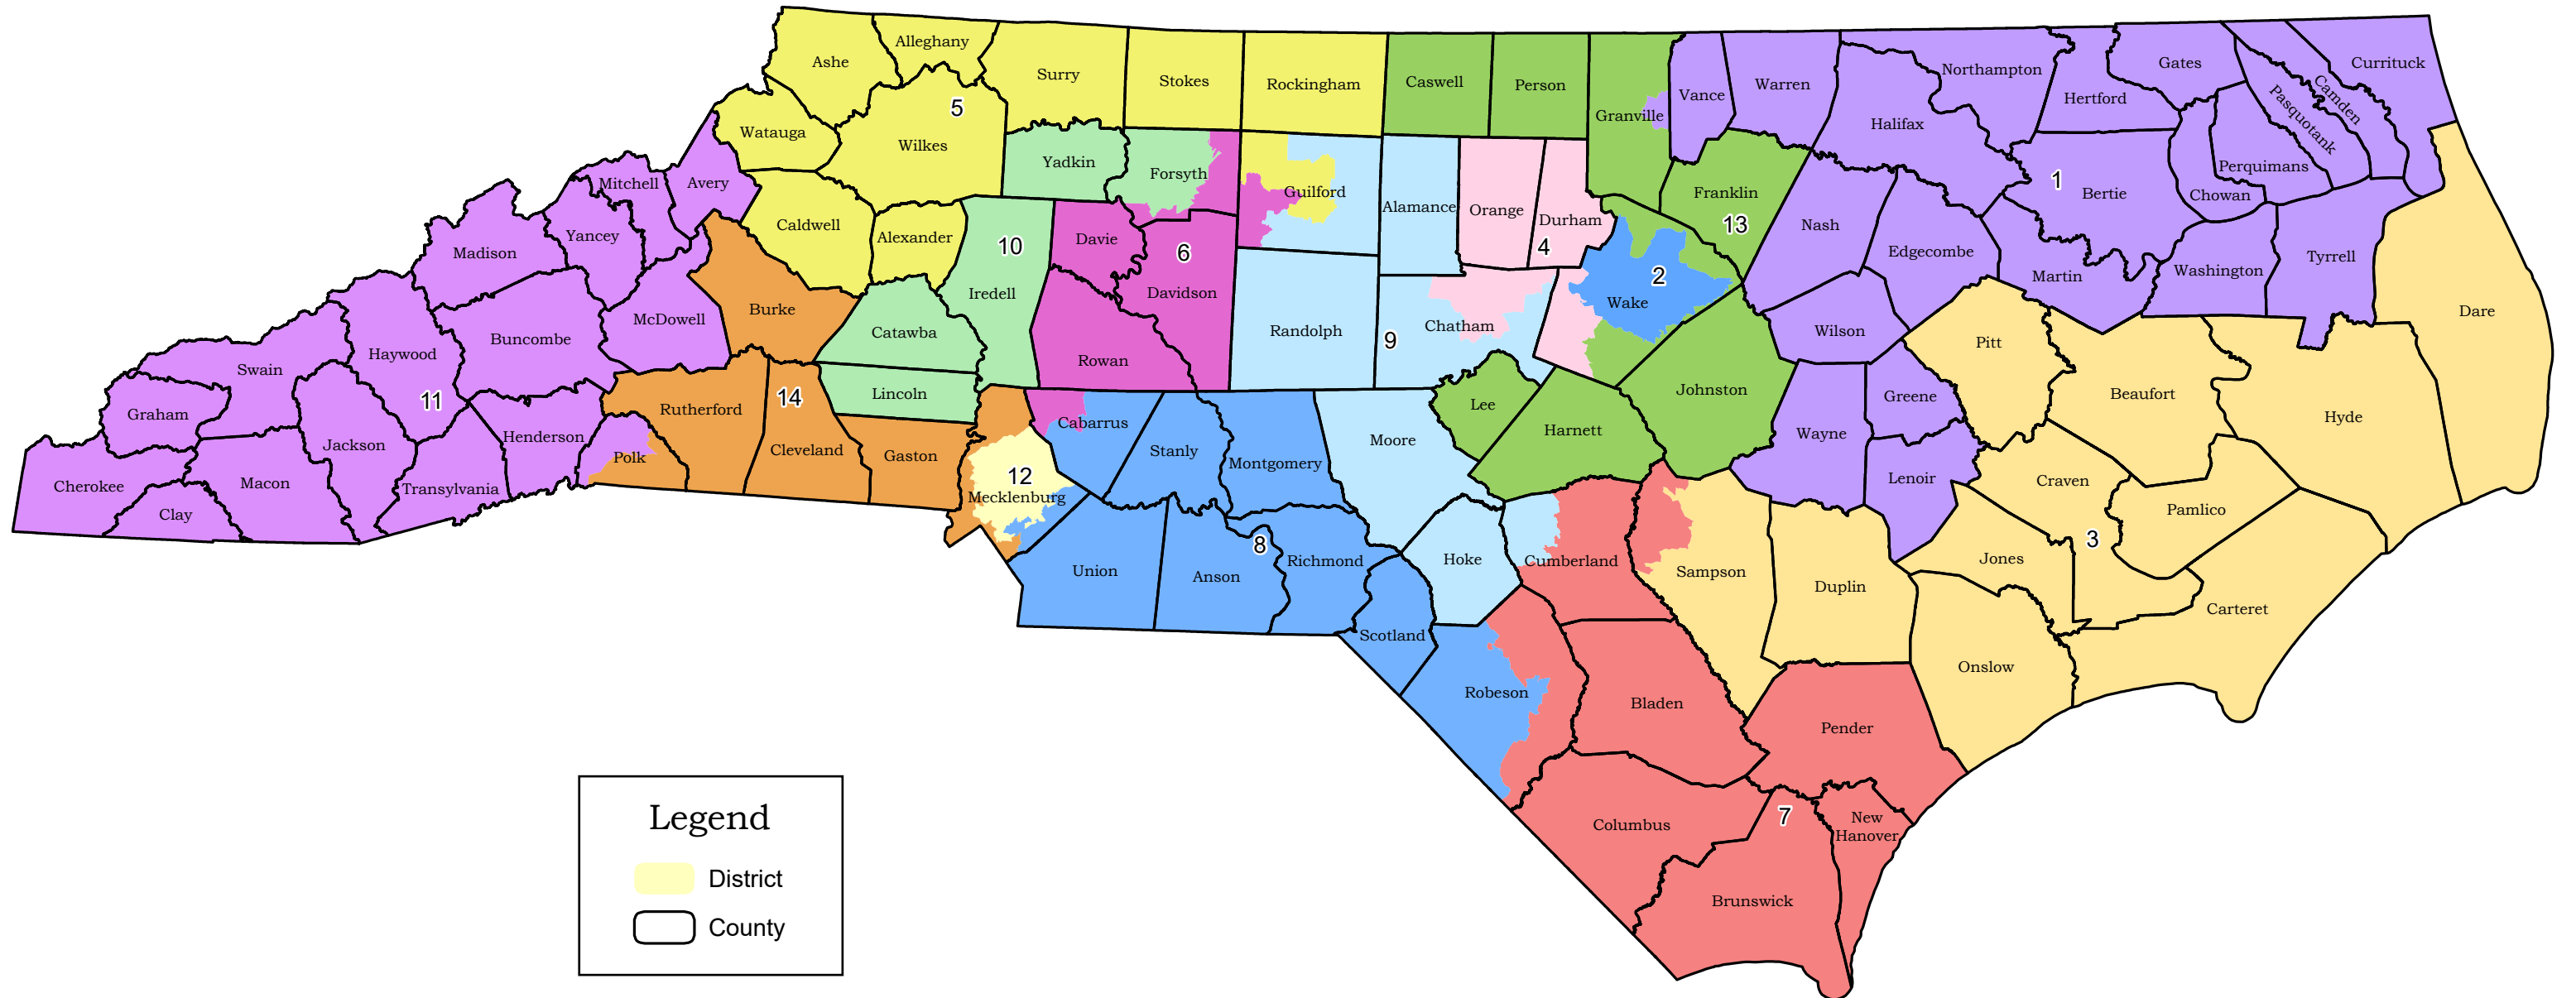 Alleghany
Ashe
Surry
Stokes
Rockingham
Caswell
Person
Granville
Vance
Warren
Northampton
Hertford
Gates
Pasquotank
Camden
Currituck
5
Watauga
Wilkes
Yadkin
Forsyth
Guilford
Alamance
Orange
Durham
4
Franklin
13
Halifax
1
Bertie
Chowan
Perquimans
Mitchell
Avery
Yancey
Madison
Caldwell
Alexander
10
Iredell
Davie
6
Davidson
Randolph
9
Chatham
2
Wake
Nash
Edgecombe
Martin
Washington
Tyrrell
Dare
Swain
Haywood
Buncombe
McDowell
Burke
Catawba
Lincoln
Rowan
Wilson
Pitt
Beaufort
Hyde
Graham
11
Jackson
Henderson
Polk
Rutherford
14
Cleveland
Gaston
12
Mecklenburg
Cabarrus
Stanly
Montgomery
Moore
Lee
Harnett
Johnston
Wayne
Greene
Lenoir
Craven
Pamlico
3
Cherokee
Clay
Macon
Transylvania
Union
Anson
8
Richmond
Scotland
Hoke
Cumberland
Sampson
Duplin
Jones
Carteret
Onslow
Robeson
Bladen
Pender
Columbus
7
New
Hanover
Brunswick
Legend
District
County